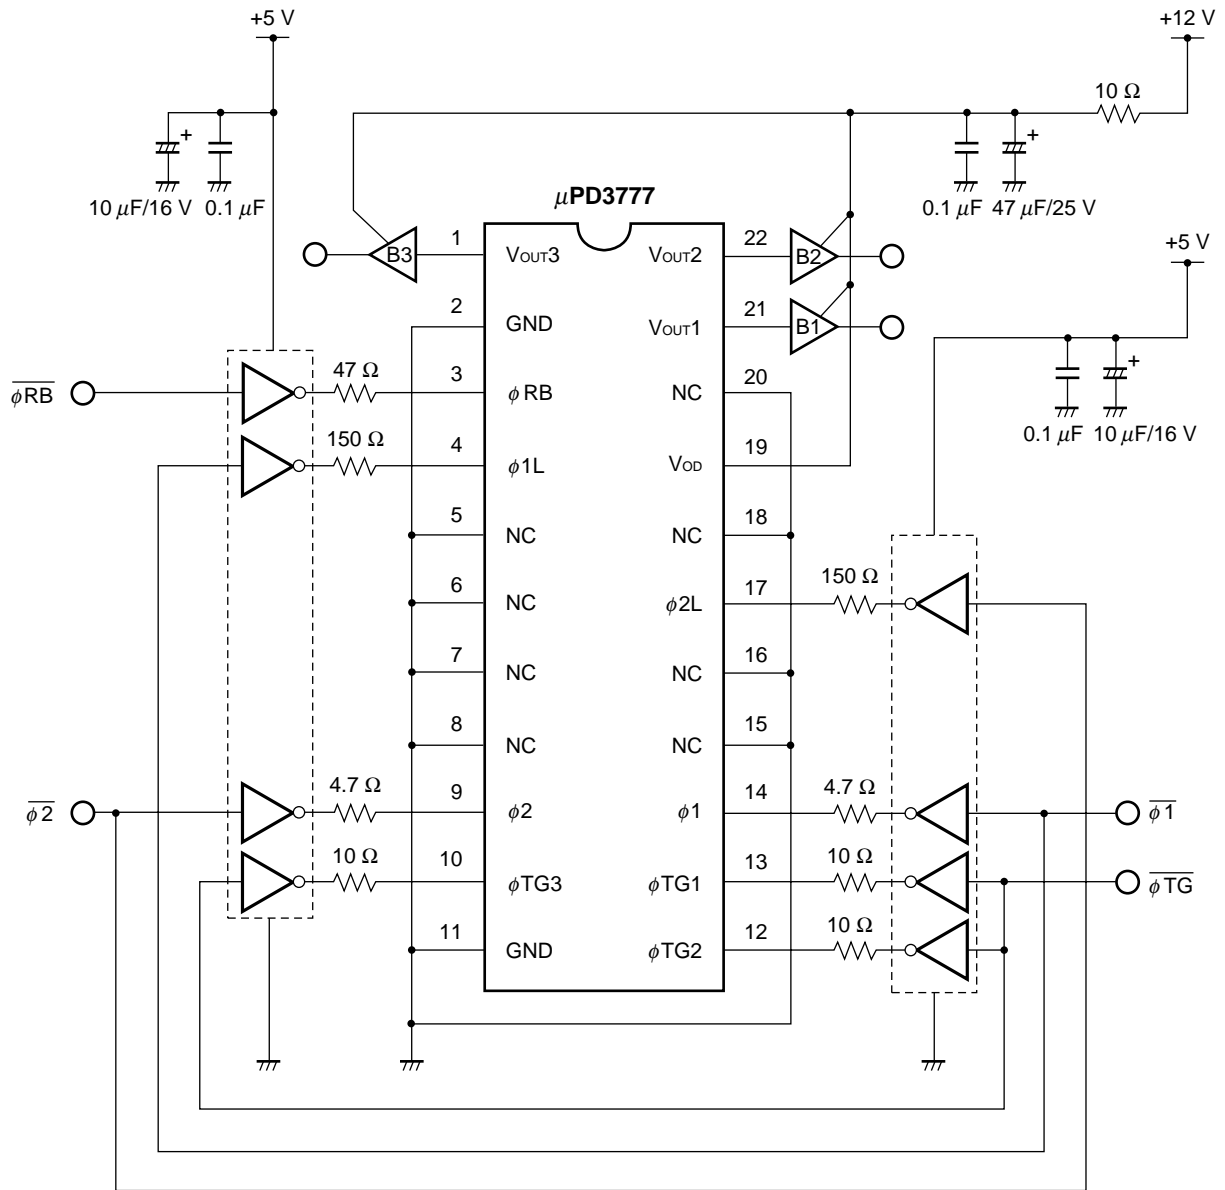 +5 V
+12 V
10 Ω
+
+
10 μF/16 V 0.1 μF
0.1 μF 47 μF/25 V
μPD3777
+5 V
B3
1
VOUT3
VOUT2
22
B2
2
GND
VOUT1
21
B1
+
0.1 μF 10 μF/16 V
φRB
47 Ω
3
φRB
NC
20
150 Ω
4
φ1L
VOD
19
5
NC
NC
18
6
NC
φ2L
17
150 Ω
7
NC
NC
16
8
NC
NC
15
φ2
4.7 Ω
9
φ2
φ1
14
4.7 Ω
φ1
10 Ω
10
φTG3
φTG1
13
10 Ω
φTG
11
GND
φTG2
12
10 Ω